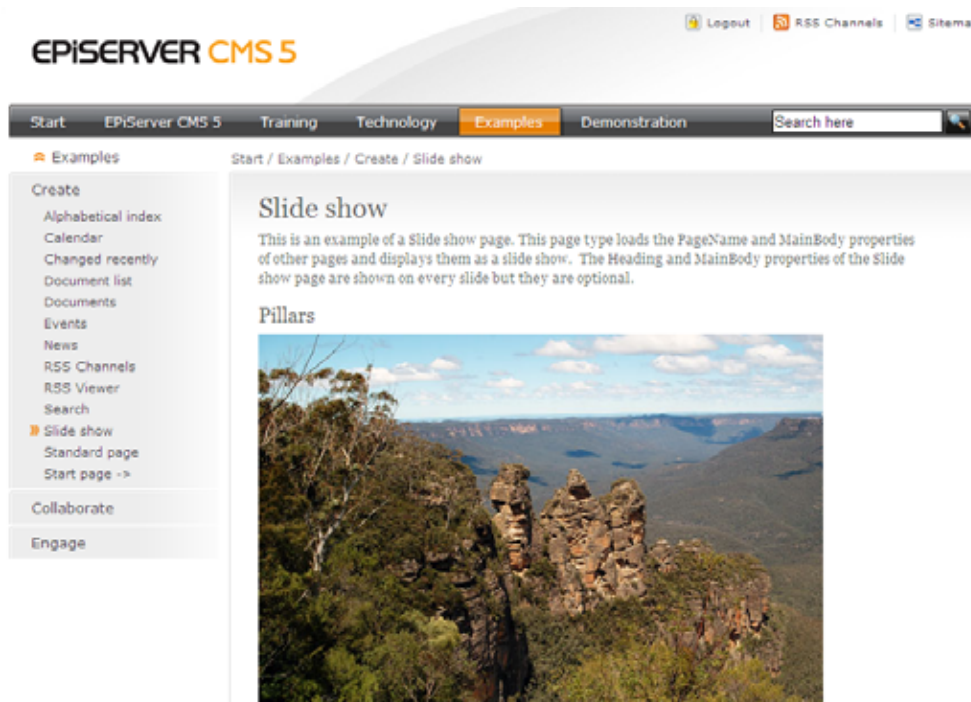 Logout RSS Channels Sitema
EPiSERVER CMS 5
Start EPiServer CMS 5 Training Technology Examples Demonstration Search here
Examples
Start / Examples / Create / Slide show
Create
Alphabetical index
Calendar
Changed recently
Document list
Documents
Events
News
RSS Channels
RSS Viewer
Search
Slide show
Standard page
Start page ->
Collaborate
Engage
Slide show
This is an example of a Slide show page. This page type loads the PageName and MainBody properties
of other pages and displays them as a slide show. The Heading and MainBody properties of the Slide
show page are shown on every slide but they are optional.
Pillars